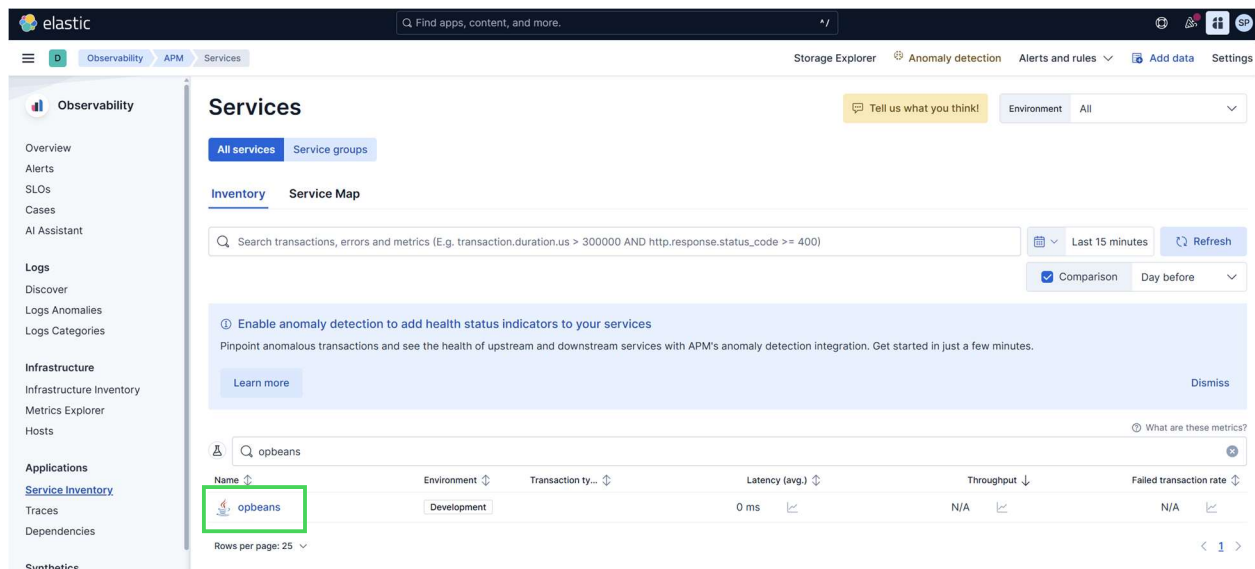 elastic
Find apps, content, and more.
^/
SP
D
Observability
APM
Services
Storage Explorer
Anomaly detection
Alerts and rules
Add data
Settings
Observability
Overview
Alerts
SLOs
Cases
AI Assistant
Logs
Discover
Logs Anomalies
Logs Categories
Infrastructure
Infrastructure Inventory
Metrics Explorer
Hosts
Applications
Service Inventory
Traces
Dependencies
Synthetics
Services
Tell us what you think!
Environment All
All services
Service groups
Inventory
Service Map
Search transactions, errors and metrics (E.g. transaction.duration.us > 300000 AND http.response.status_code >= 400)
Last 15 minutes
Refresh
Comparison
Day before
Enable anomaly detection to add health status indicators to your services
Pinpoint anomalous transactions and see the health of upstream and downstream services with APM's anomaly detection integration. Get started in just a few minutes.
Learn more
Dismiss
What are these metrics?
opbeans
Name Environment Transaction ty... Latency (avg.) Throughput Failed transaction rate
opbeans Development 0 ms N/A N/A
Rows per page: 25
< 1 >